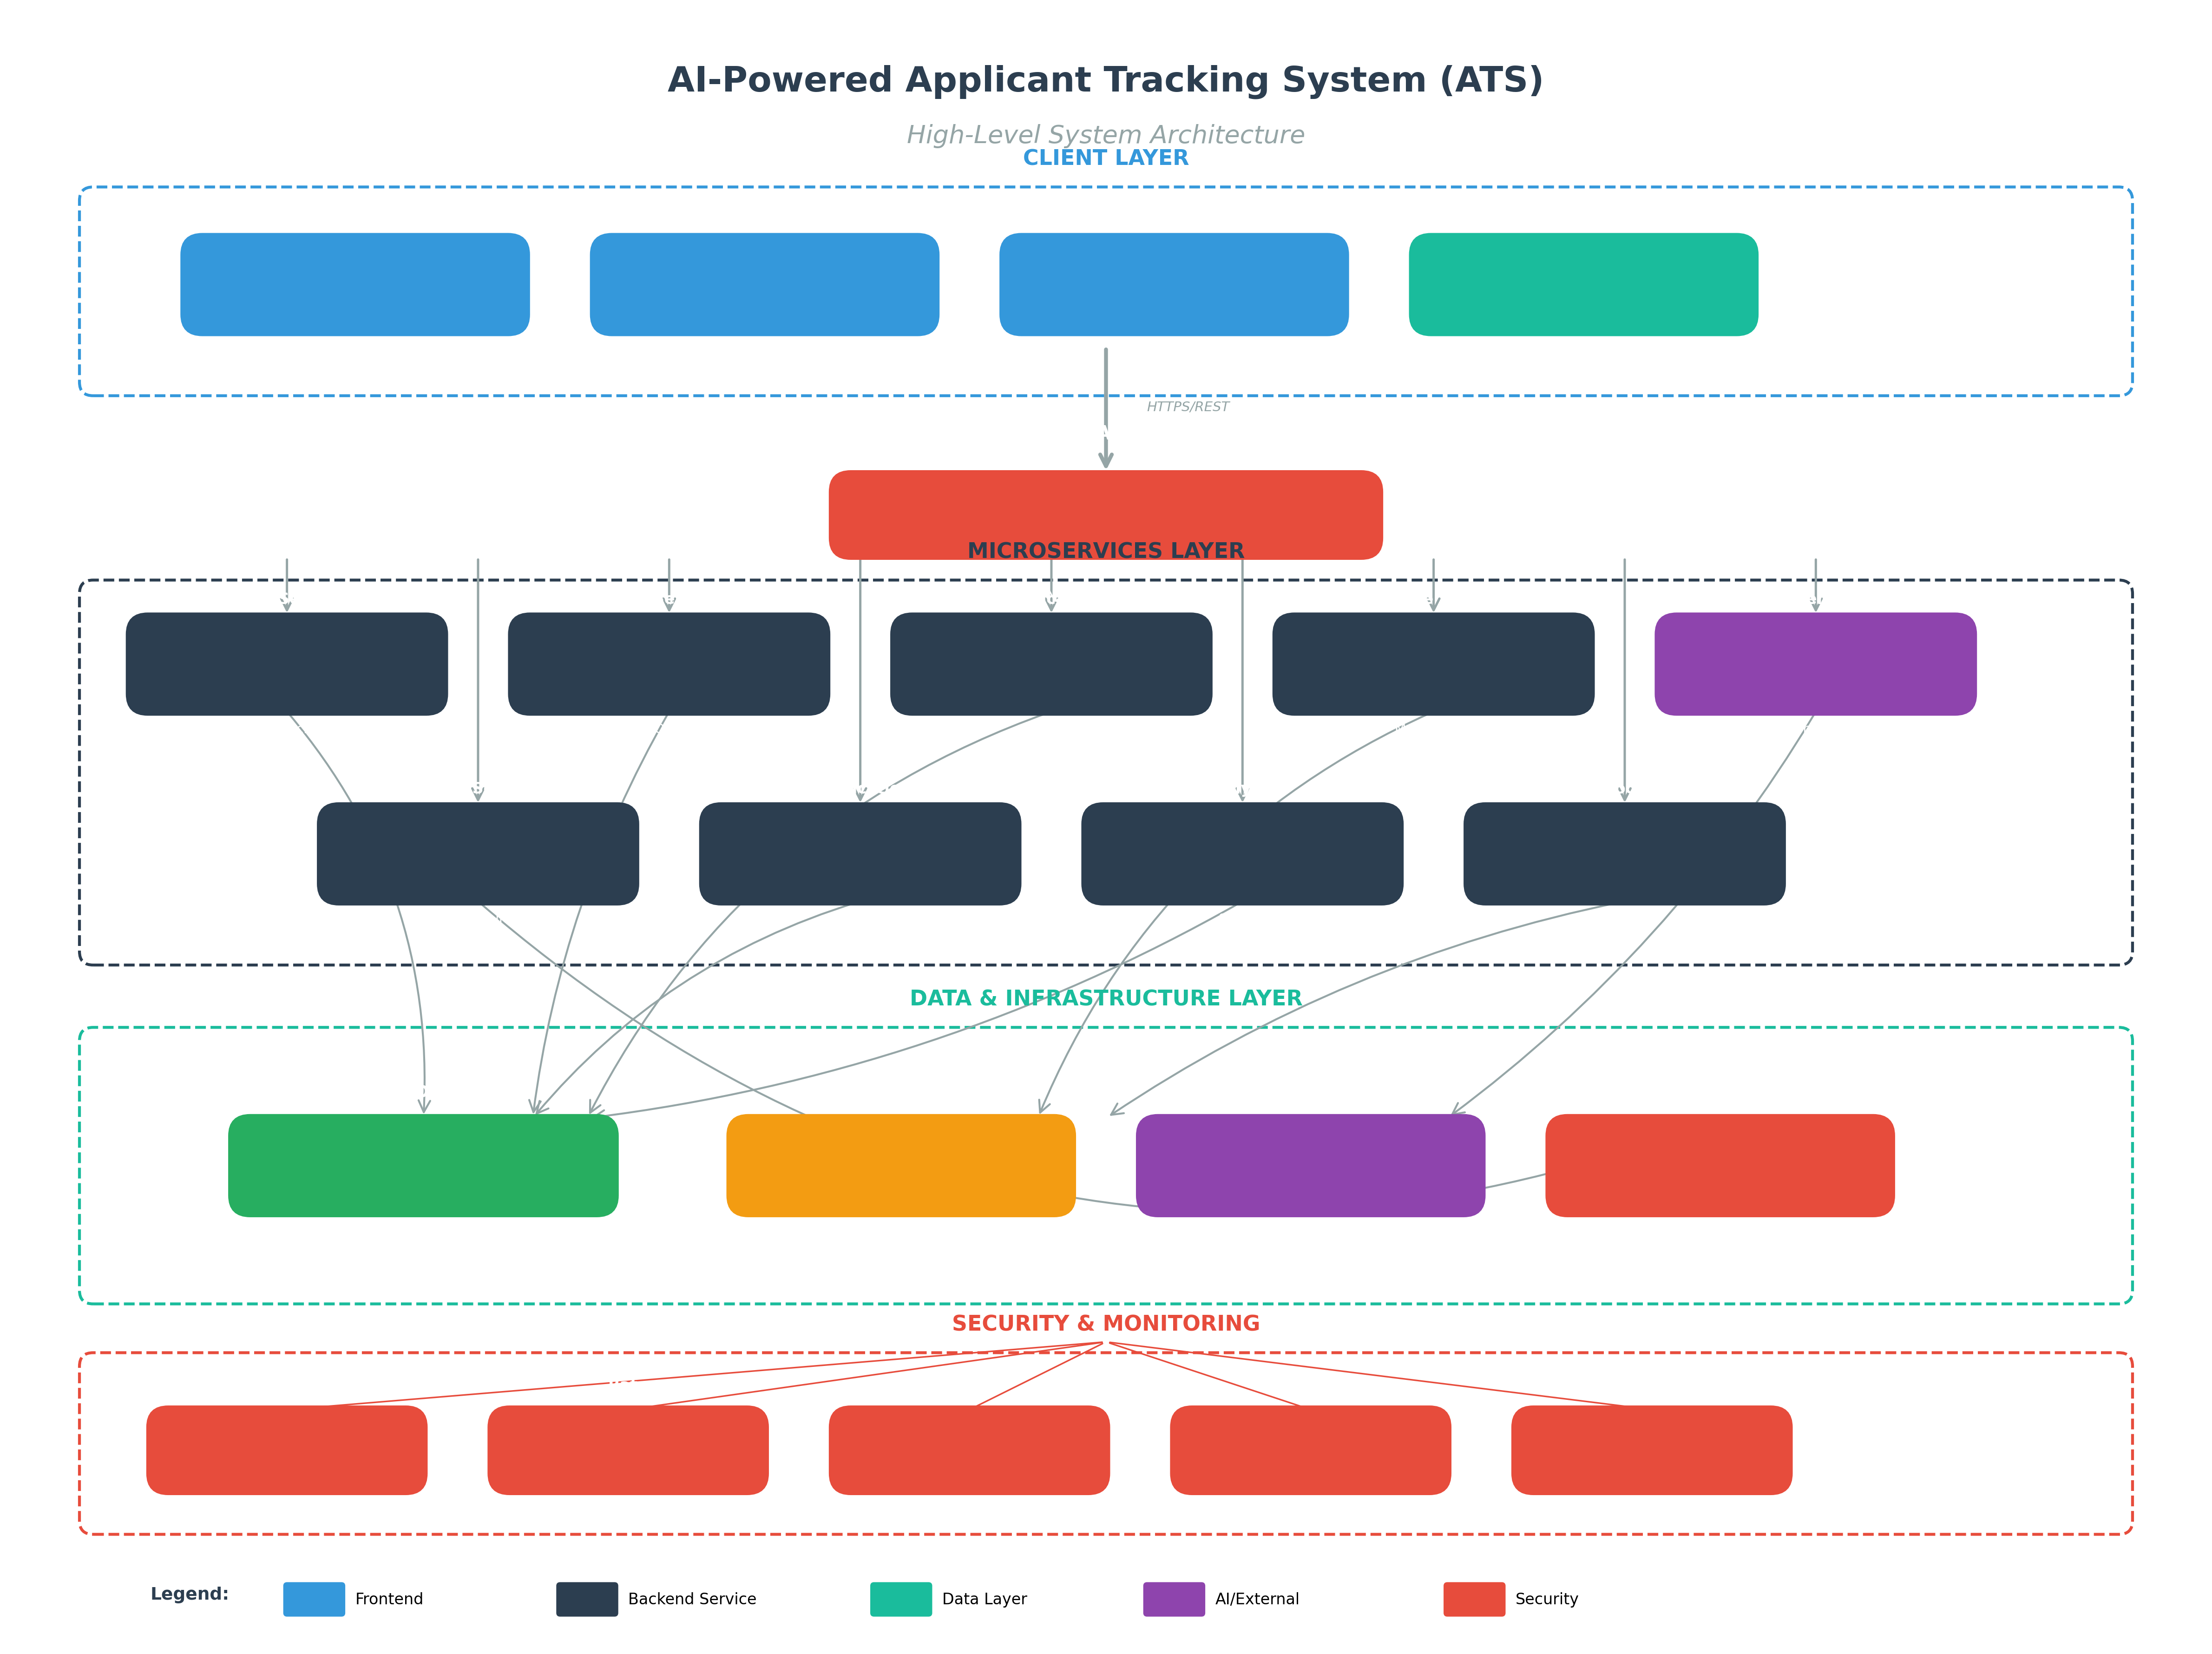 AI-Powered Applicant Tracking System (ATS)
High-Level System Architecture
CLIENT LAYER
HTTPS/REST
MICROSERVICES LAYER
DATA & INFRASTRUCTURE LAYER
SECURITY & MONITORING
Legend:
Frontend
Backend Service
Data Layer
AI/External
Security